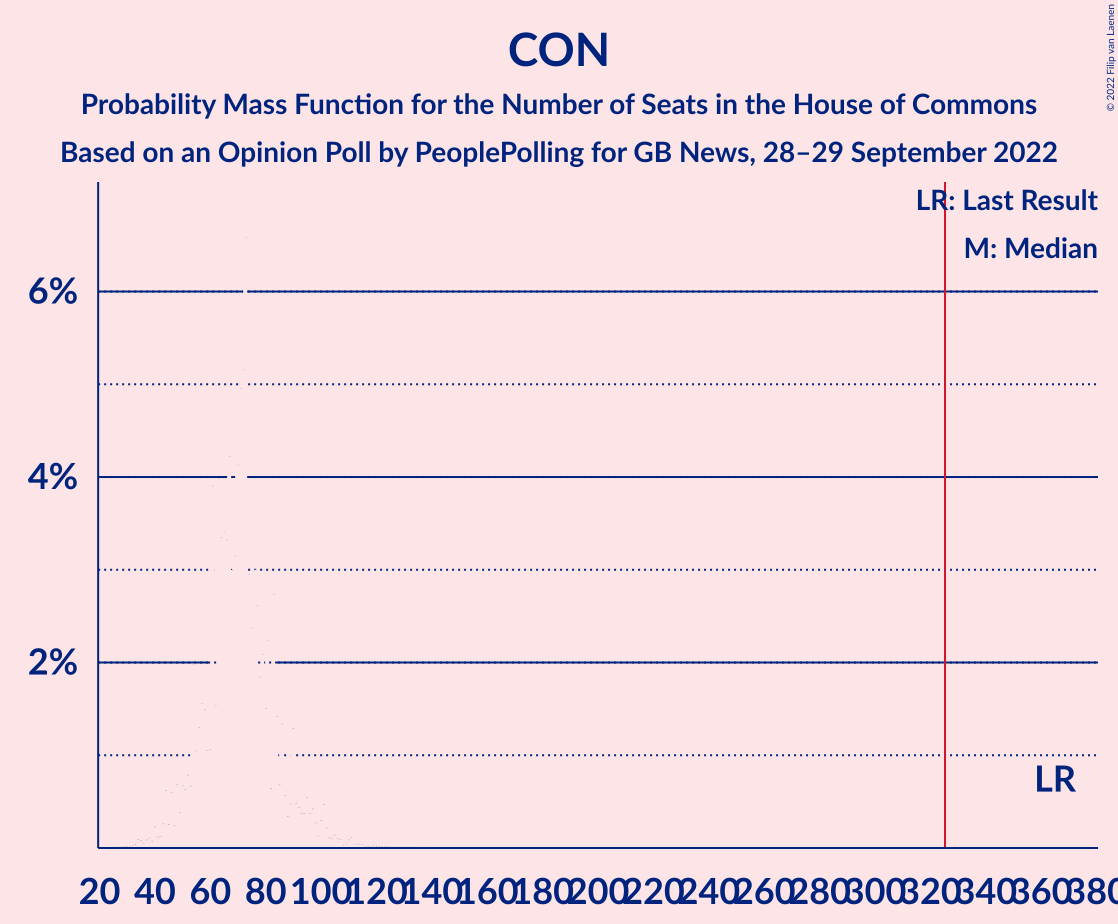 CON
Probability Mass Function for the Number of Seats in the House of Commons
Based on an Opinion Poll by PeoplePolling for GB News, 28–29 September 2022
© 2022 Filip van Laenen
LR: Last Result
M: Median
6%
4%
2%
LR
20 40 60 80 100 120 140 160 180 200 220 240 260 280 300 320 340 360 380